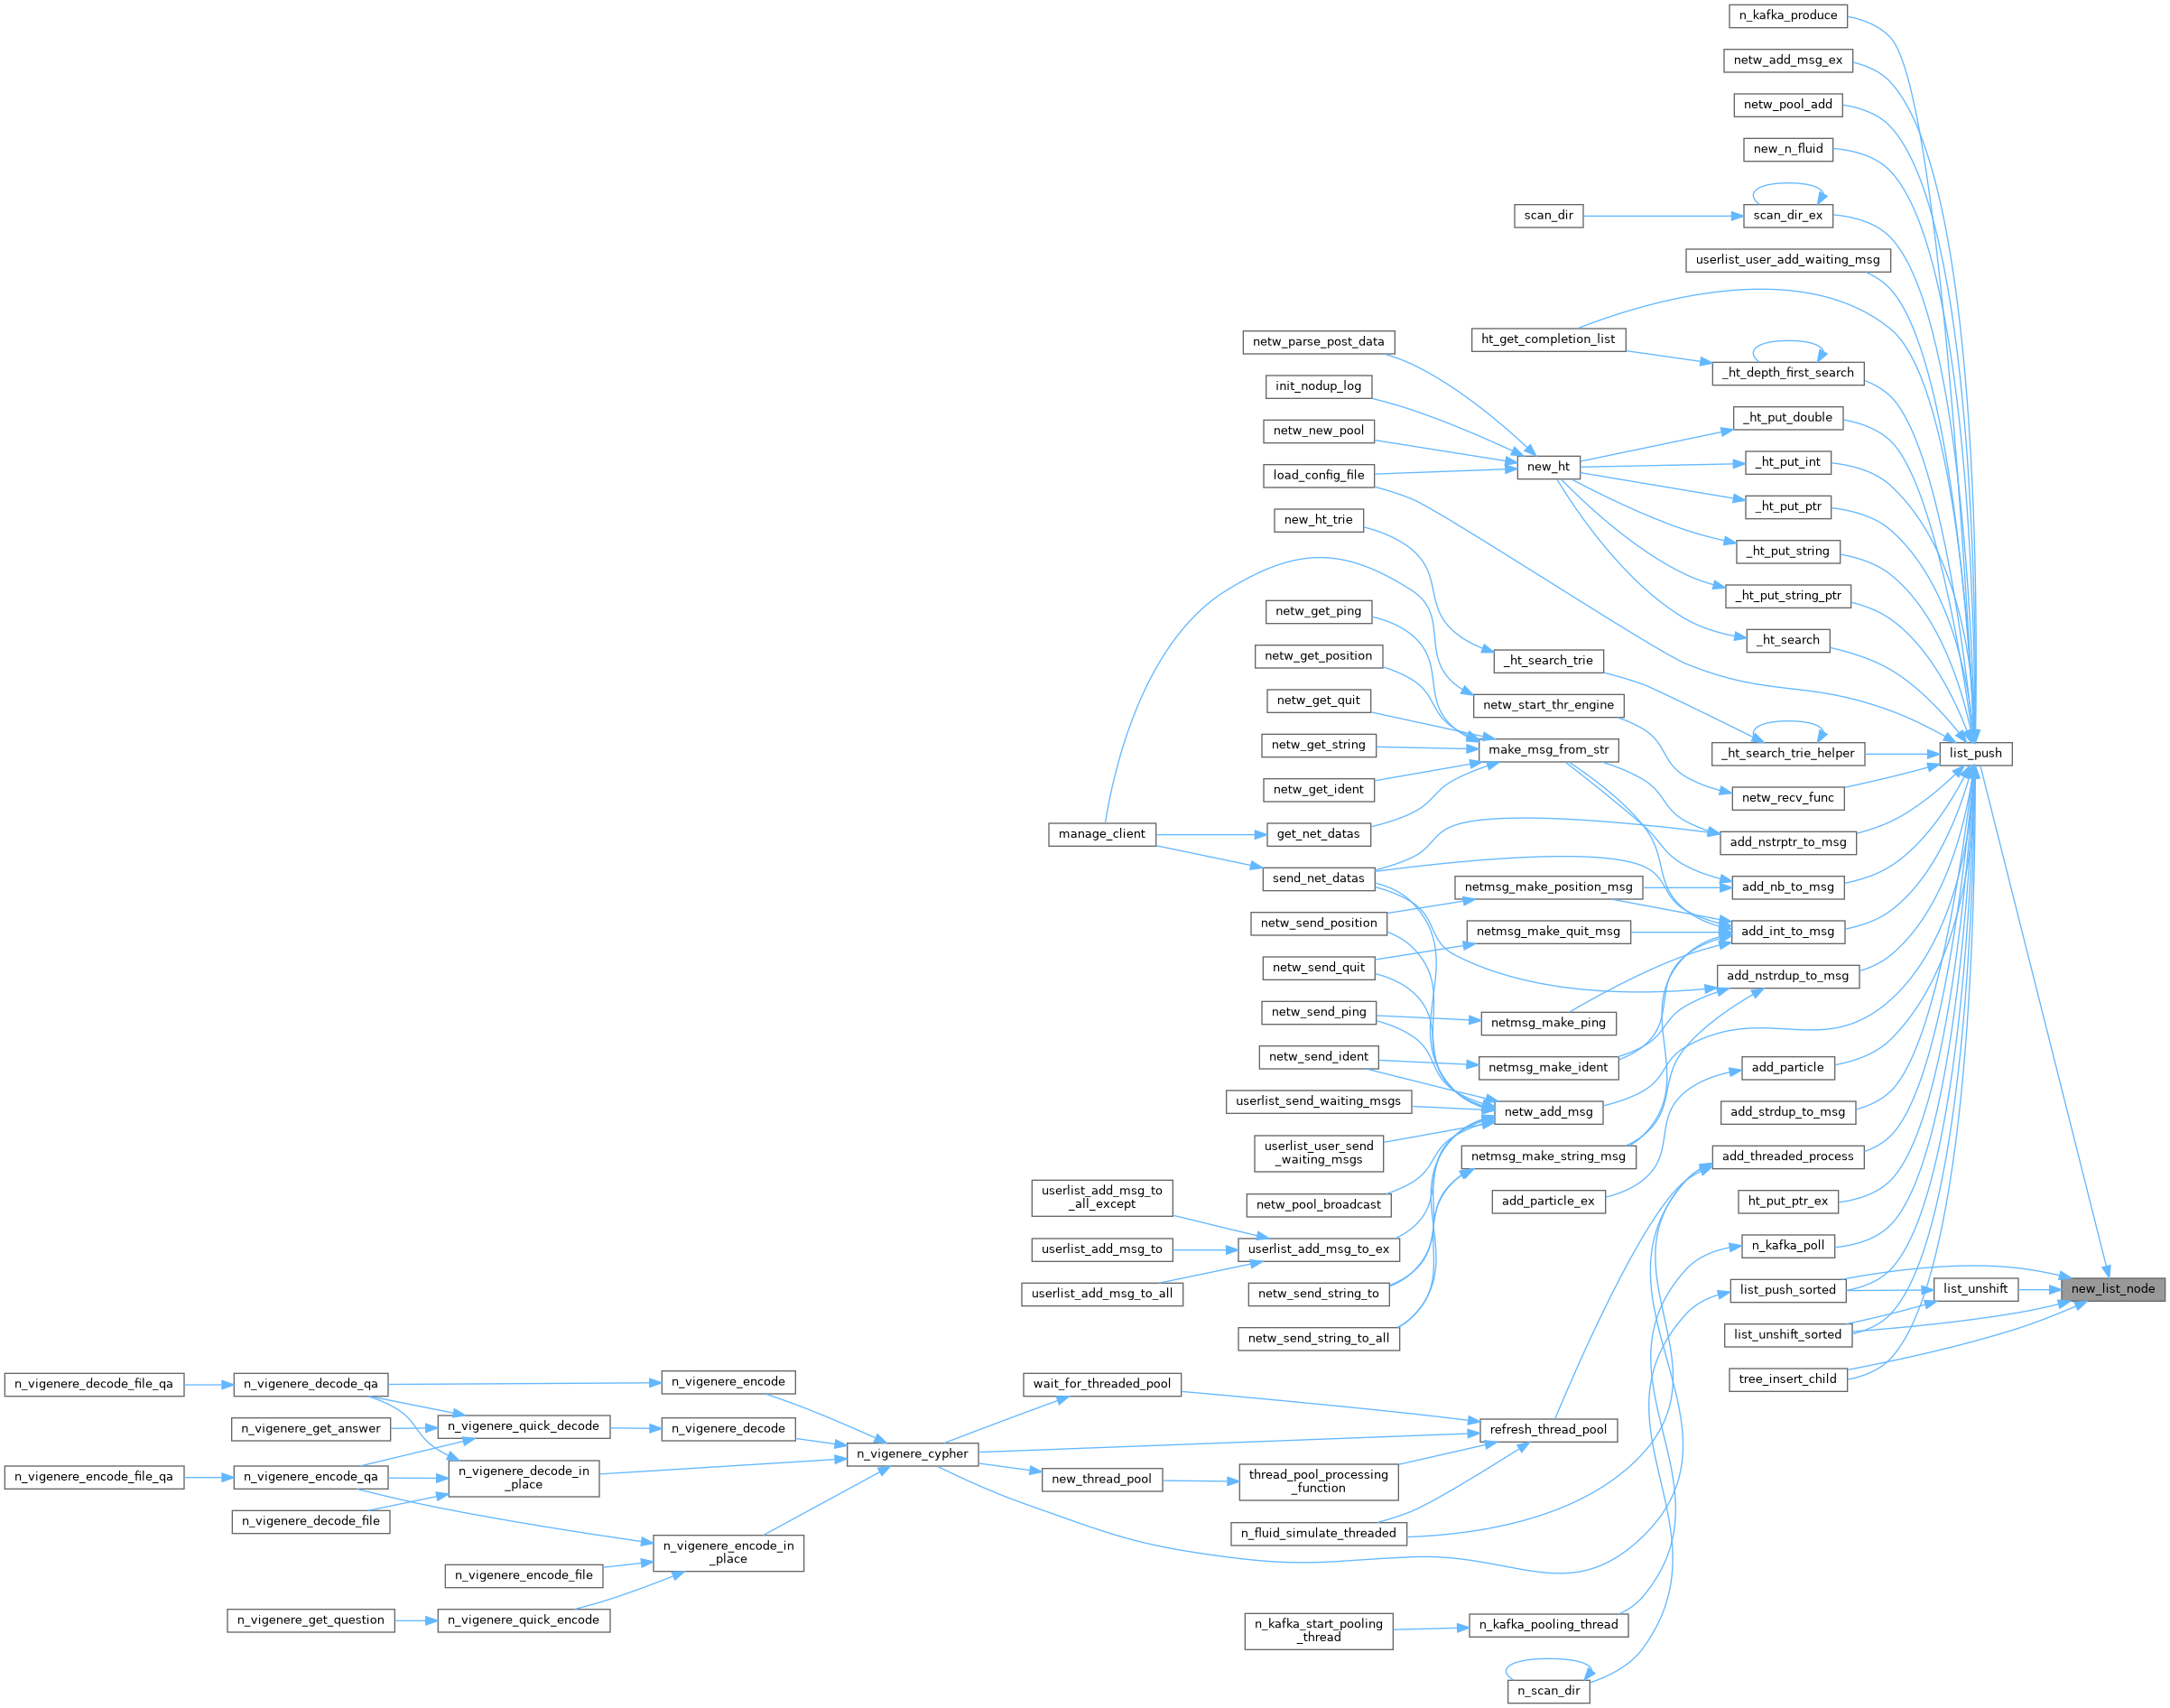 n_kafka_produce
netw_add_msg_ex
netw_pool_add
new_n_fluid
scan_dir
scan_dir_ex
userlist_user_add_waiting_msg
ht_get_completion_list
netw_parse_post_data
_ht_depth_first_search
init_nodup_log
_ht_put_double
netw_new_pool
_ht_put_int
new_ht
load_config_file
_ht_put_ptr
new_ht_trie
_ht_put_string
_ht_put_string_ptr
netw_get_ping
_ht_search
netw_get_position
_ht_search_trie
netw_get_quit
netw_start_thr_engine
netw_get_string
make_msg_from_str
_ht_search_trie_helper
list_push
netw_get_ident
netw_recv_func
manage_client
get_net_datas
add_nstrptr_to_msg
send_net_datas
netmsg_make_position_msg
add_nb_to_msg
netw_send_position
netmsg_make_quit_msg
add_int_to_msg
netw_send_quit
add_nstrdup_to_msg
netw_send_ping
netmsg_make_ping
netw_send_ident
netmsg_make_ident
add_particle
userlist_send_waiting_msgs
netw_add_msg
add_strdup_to_msg
userlist_user_send
_waiting_msgs
netmsg_make_string_msg
add_threaded_process
userlist_add_msg_to
_all_except
netw_pool_broadcast
add_particle_ex
ht_put_ptr_ex
userlist_add_msg_to
userlist_add_msg_to_ex
n_kafka_poll
userlist_add_msg_to_all
netw_send_string_to
list_push_sorted
list_unshift
new_list_node
netw_send_string_to_all
list_unshift_sorted
tree_insert_child
n_vigenere_decode_file_qa
n_vigenere_decode_qa
n_vigenere_encode
wait_for_threaded_pool
n_vigenere_get_answer
n_vigenere_quick_decode
n_vigenere_decode
refresh_thread_pool
n_vigenere_cypher
n_vigenere_encode_file_qa
n_vigenere_encode_qa
n_vigenere_decode_in
_place
new_thread_pool
thread_pool_processing
_function
n_vigenere_decode_file
n_fluid_simulate_threaded
n_vigenere_encode_in
_place
n_vigenere_encode_file
n_vigenere_get_question
n_vigenere_quick_encode
n_kafka_start_pooling
_thread
n_kafka_pooling_thread
n_scan_dir